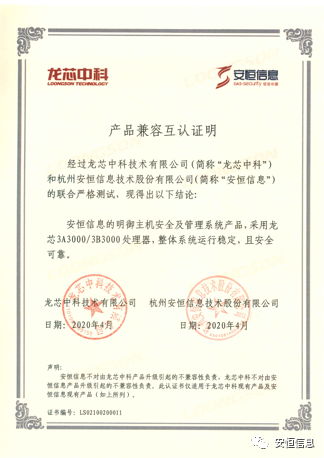 龙芯中科
LOONGSON TECHNOLOGY
安恒信息
产品兼容互认证明
经过龙芯中科技术有限公司(简称“龙芯中科”)
和杭州安恒信息技术股份有限公司(简称“安恒信息”)
的联合严格测试，现得出以下结论:
安恒信息的明御主机安全及管理系统产品，采用龙
芯3A3000/3B3000处理器，整体系统运行稳定，且安全
可靠。
龙芯中科技术有限公司
杭州安恒信息技术股份有限公司
日期: 2020年4月
日期: 2020年4月
声明:
安恒信息不对由龙芯中科产品升级引起的不兼容性负责，龙芯中科不对由安
恒信息产品升级引起的不兼容性负责。此认证书仅适用于龙芯中科现有产品及安
恒信息现有产品（如上所列）。
证书编号: LS02100200011
安恒信息